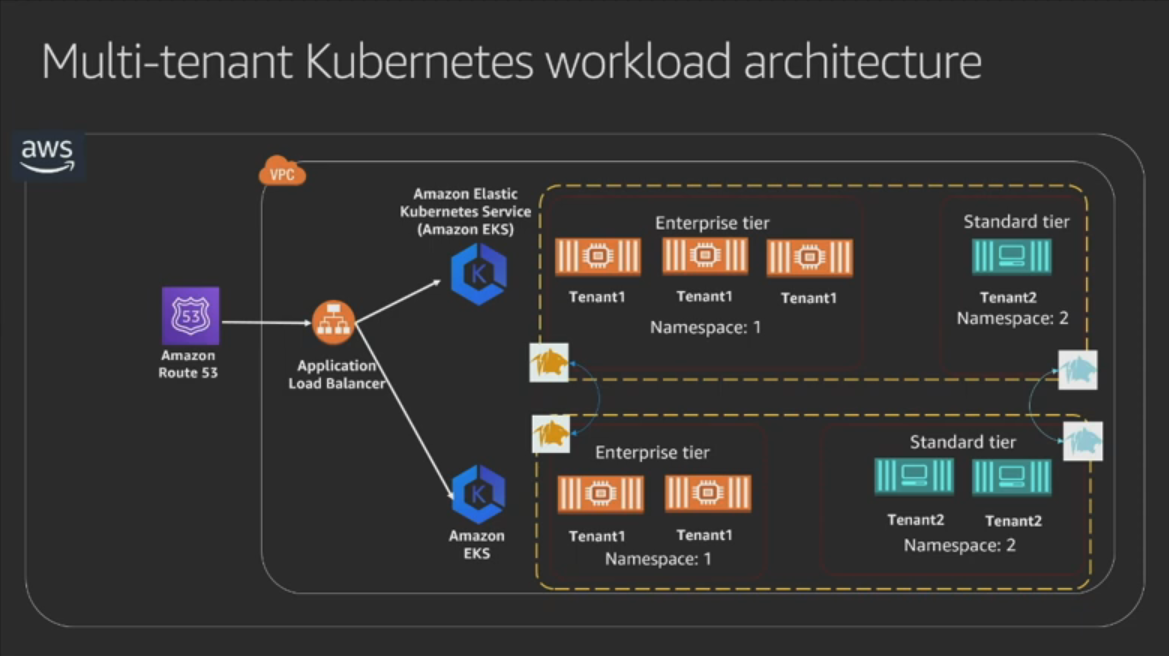 Multi-tenant Kubernetes workload architecture
aws
VPC
Amazon Elastic
Kubernetes Service
(Amazon EKS)
Enterprise tier
Tenant1
Tenant1
Tenant1
Namespace: 1
Standard tier
Tenant2
Namespace: 2
53
Amazon
Route 53
Application
Load Balancer
K
K
Amazon
EKS
Enterprise tier
Tenant1
Tenant1
Namespace: 1
Standard tier
Tenant2
Tenant2
Namespace: 2